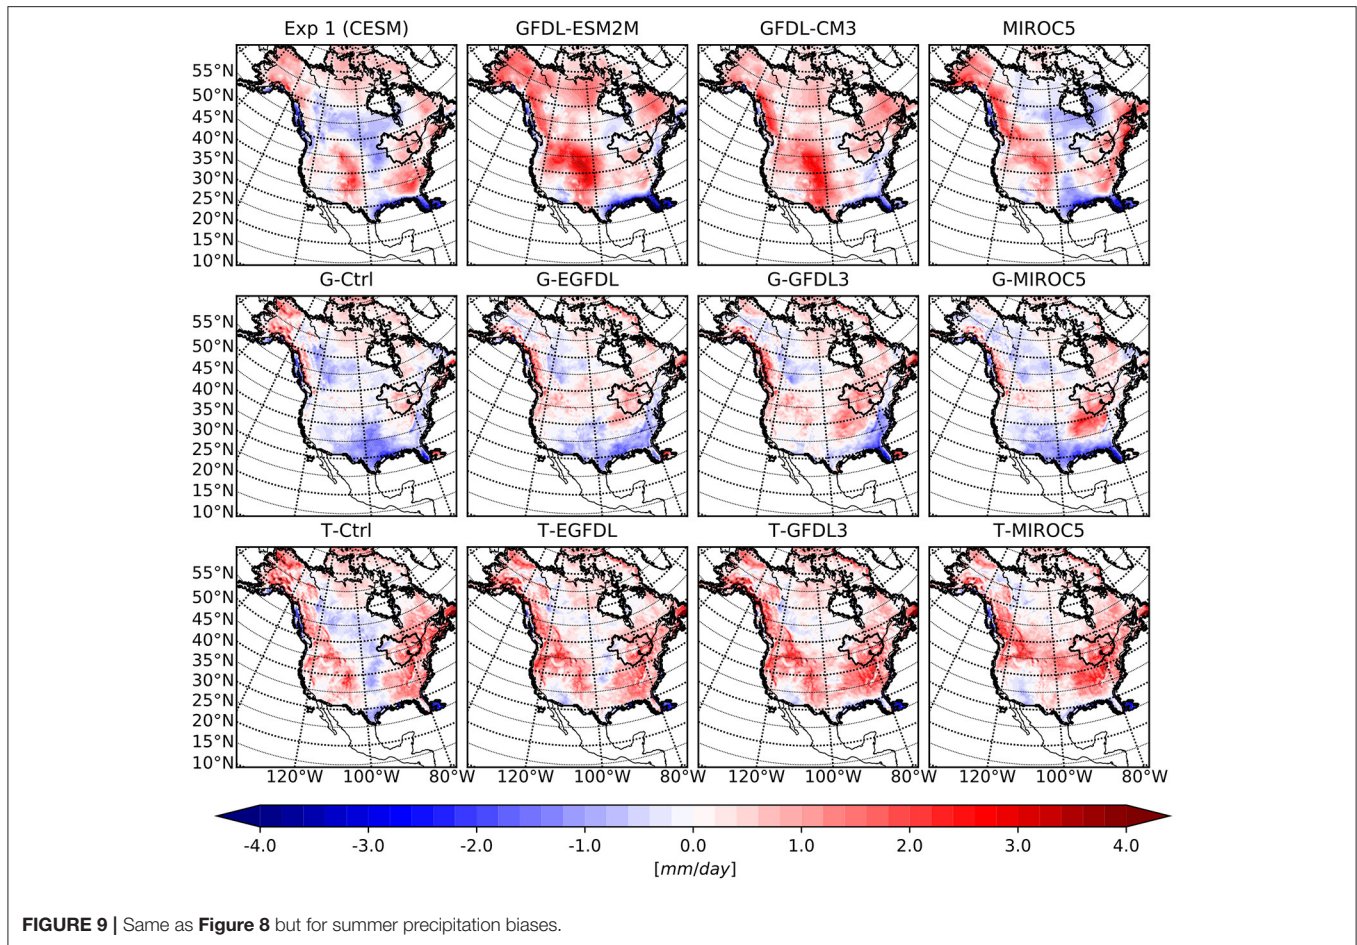 Exp 1 (CESM) GFDL-ESM2M GFDL-CM3 MIROC5
55°N
50°N
45°N
40°N
35°N
30°N
25°N
20°N
15°N
10°N
G-Ctrl G-EGFDL G-GFDL3 G-MIROC5
55°N
50°N
45°N
40°N
35°N
30°N
25°N
20°N
15°N
10°N
T-Ctrl T-EGFDL T-GFDL3 T-MIROC5
55°N
50°N
45°N
40°N
35°N
30°N
25°N
20°N
15°N
10°N
120°W 100°W 80°W 120°W 100°W 80°W 120°W 100°W 80°W 120°W 100°W 80°W
-4.0 -3.0 -2.0 -1.0 0.0 1.0 2.0 3.0 4.0
[mm/day]
FIGURE 9 | Same as Figure 8 but for summer precipitation biases.